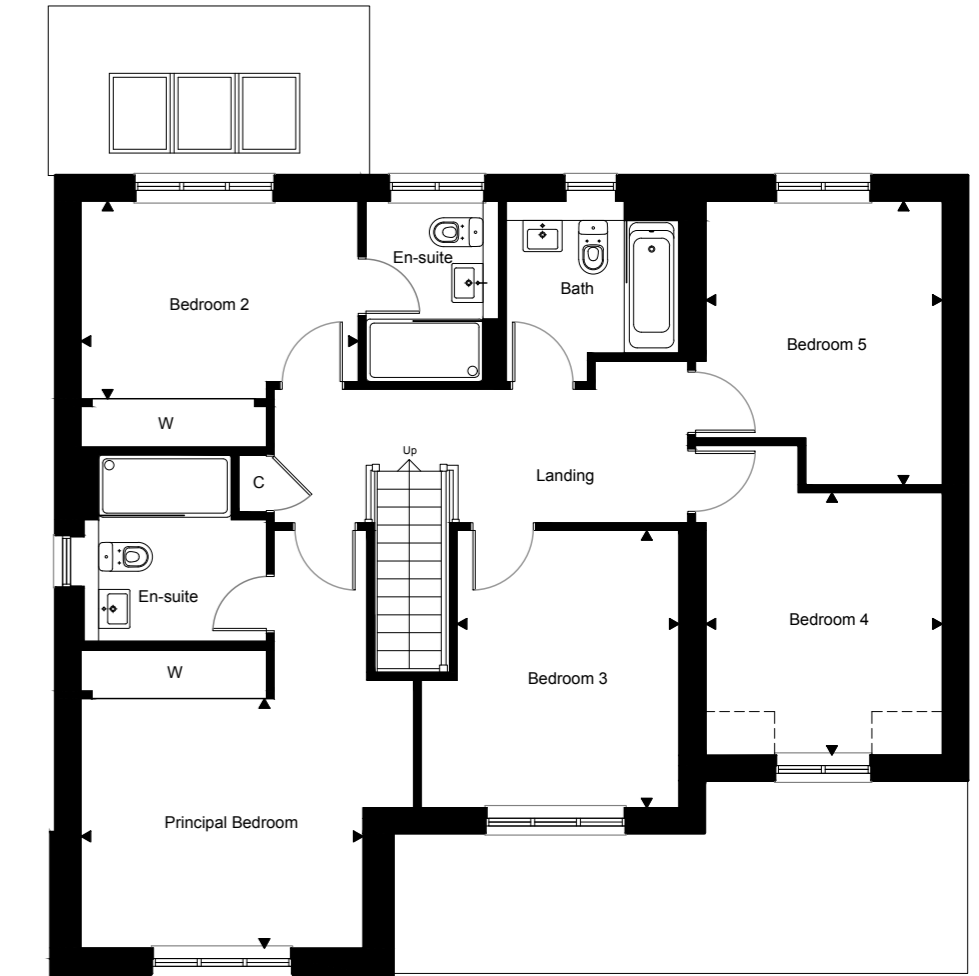 En-suite
Bath
Bedroom 2
Bedroom 5
W
Up
Landing
C
En-suite
Bedroom 4
W
Bedroom 3
Principal Bedroom